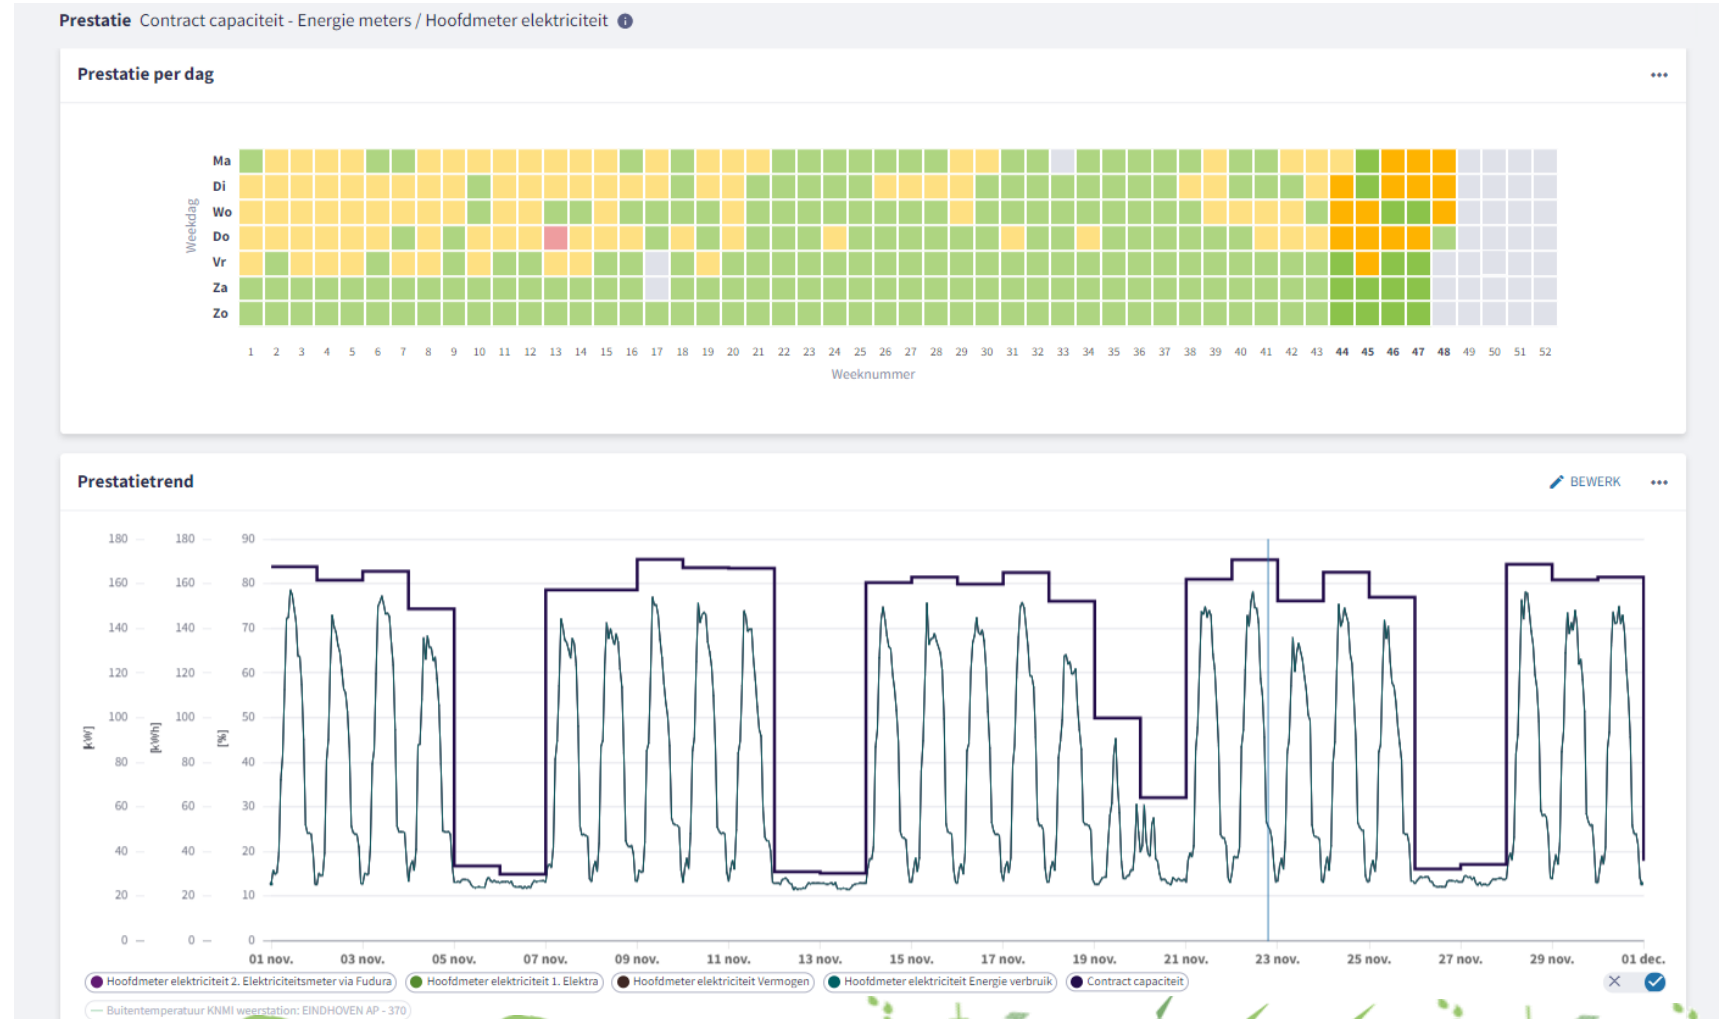 Prestatie Contract capaciteit - Energie meters / Hoofdmeter elektriciteit
Prestatie per dag
Weekdag
Ma
Di
Wo
Do
Vr
Za
Zo
1 2 3 4 5 6 7 8 9 10 11 12 13 14 15 16 17 18 19 20 21 22 23 24 25 26 27 28 29 30 31 32 33 34 35 36 37 38 39 40 41 42 43 44 45 46 47 48 49 50 51 52
Weeknummer
Prestatietrend
BEWERK
180 180 90
160 160 80
140 140 70
120 120 60
100 100 50
[kW] [kWh] [%]
80 80 40
60 60 30
40 40 20
20 20 10
0 0 0
01 nov. 03 nov. 05 nov. 07 nov. 09 nov. 11 nov. 13 nov. 15 nov. 17 nov. 19 nov. 21 nov. 23 nov. 25 nov. 27 nov. 29 nov. 01 dec.
Hoofdmeter elektriciteit 2. Elektriciteitsmeter via Fudura Hoofdmeter elektriciteit 1. Elektra Hoofdmeter elektriciteit Vermogen Hoofdmeter elektriciteit Energie verbruik Contract capaciteit
Buitentemperatuur KNMI weerstation: EINDHOVEN AP - 370